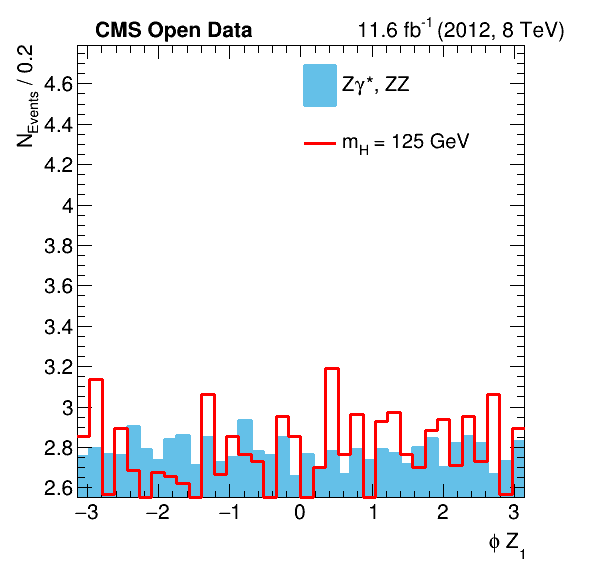 CMS Open Data 11.6 fb-1 (2012, 8 TeV)
NEvents / 0.2
Zγ*, ZZ
mH = 125 GeV
4.6
4.4
4.2
4
3.8
3.6
3.4
3.2
3
2.8
2.6
−3 −2 −1 0 1 2 3
ϕ Z1